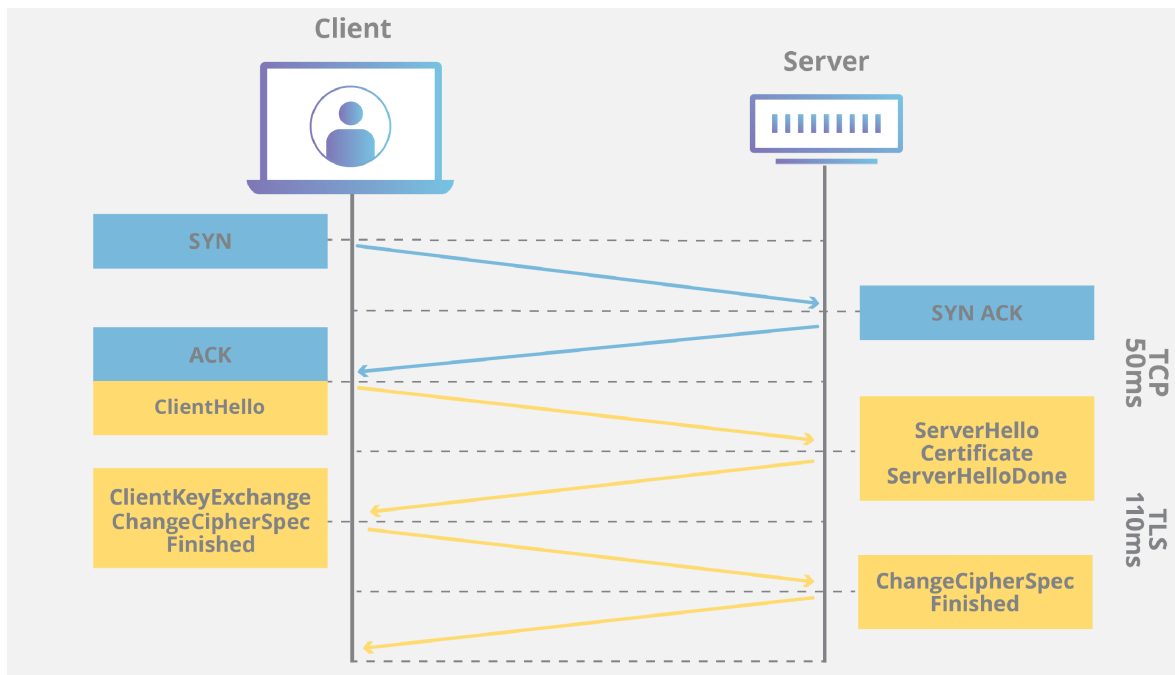 Client
Server
SYN
SYN ACK
ACK
ClientHello
TCP
50ms
ServerHello
Certificate
ServerHelloDone
ClientKeyExchange
ChangeCipherSpec
Finished
TLS
110ms
ChangeCipherSpec
Finished